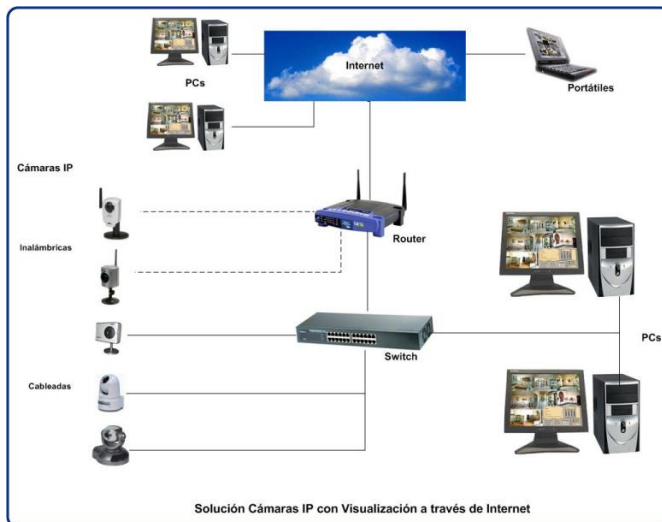 Internet
PCs
Portátiles
Cámaras IP
Router
Inalámbricas
PCs
Switch
Cableadas
Solución Cámaras IP con Visualización a través de Internet